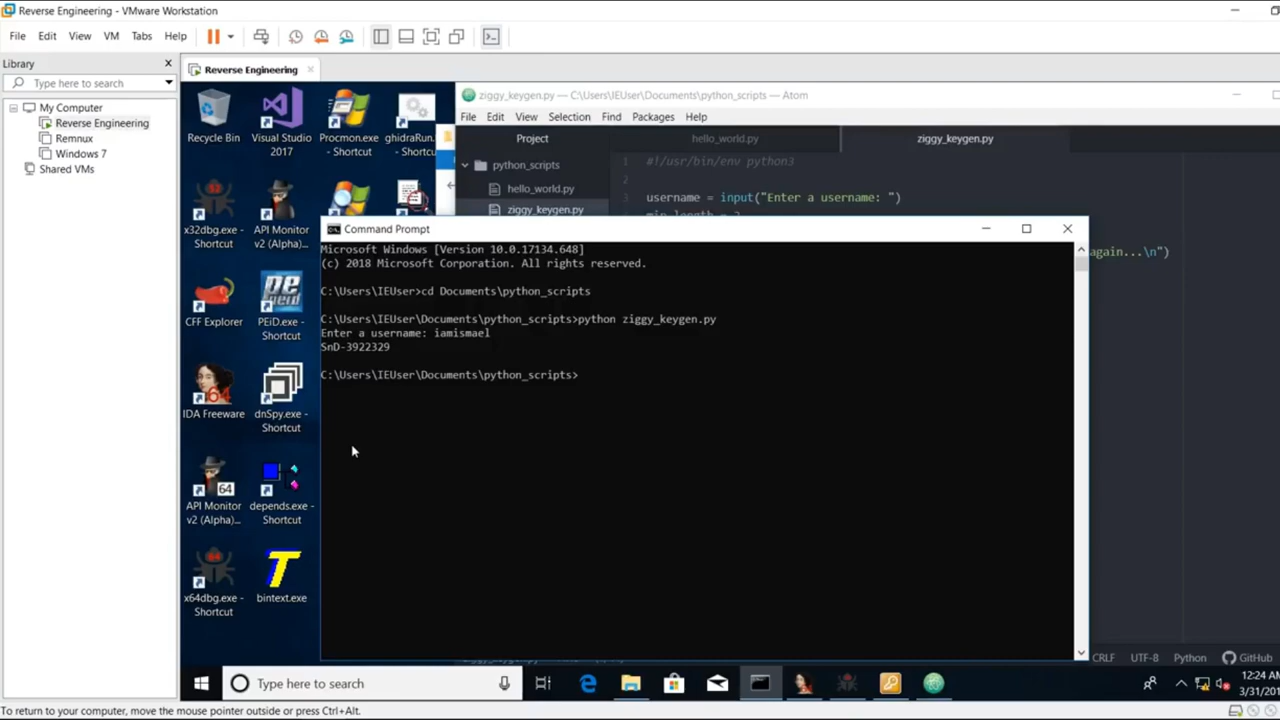 Reverse Engineering - VMware Workstation
File Edit View VM Tabs Help
Library
Type here to search
My Computer
Reverse Engineering
Remnux
Windows 7
Shared VMs
Reverse Engineering
Recycle Bin
Visual Studio
2017
Procmon.exe
- Shortcut
ghidraRun.
- Shortcu
x32dbg.exe -
Shortcut
API Monitor
v2 (Alpha)...
CFF Explorer
PEiD.exe -
Shortcut
IDA Freeware
dnSpy.exe -
Shortcut
API Monitor
v2 (Alpha)...
depends.exe -
Shortcut
x64dbg.exe -
Shortcut
bintext.exe
ziggy_keygen.py — C:\Users\IEUser\Documents\python_scripts — Atom
File Edit View Selection Find Packages Help
Project
hello_world.py
ziggy_keygen.py
python_scripts
hello_world.py
ziggy_keygen.py
1 #!/usr/bin/env python3
2
3 username = input("Enter a username: ")
again...\n")
Command Prompt
Microsoft Windows [Version 10.0.17134.648]
(c) 2018 Microsoft Corporation. All rights reserved.
C:\Users\IEUser>cd Documents\python_scripts
C:\Users\IEUser\Documents\python_scripts>python ziggy_keygen.py
Enter a username: iamismael
SnD-3922329
C:\Users\IEUser\Documents\python_scripts>
CRLF UTF-8 Python GitHub
Type here to search
12:24 AM
3/31/201
To return to your computer, move the mouse pointer outside or press Ctrl+Alt.